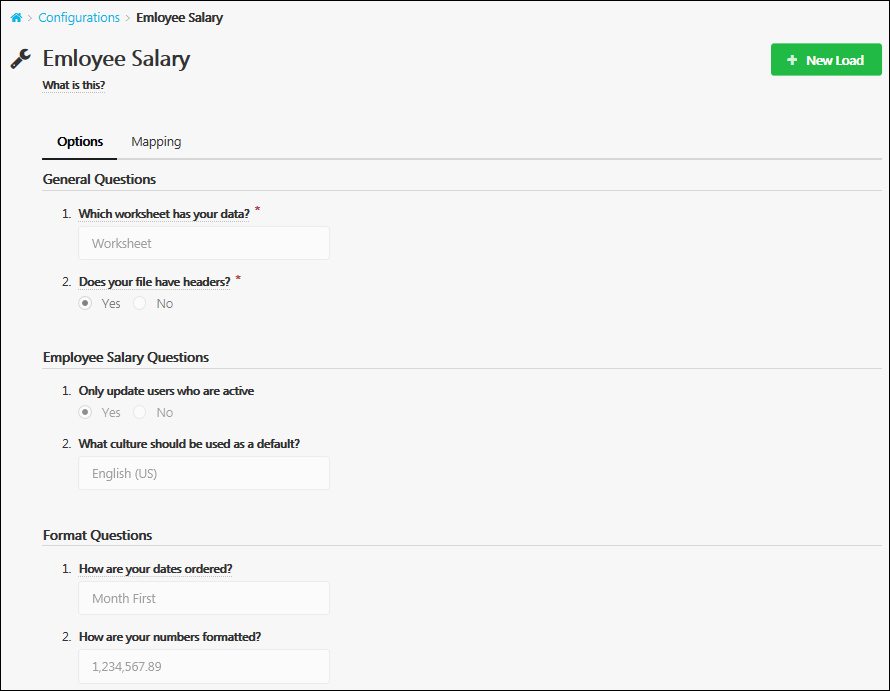 Configurations > Emloyee Salary
Emloyee Salary
+ New Load
What is this?
Options Mapping
General Questions
1. Which worksheet has your data? *
Worksheet
2. Does your file have headers? *
Yes No
Employee Salary Questions
1. Only update users who are active
Yes No
2. What culture should be used as a default?
English (US)
Format Questions
1. How are your dates ordered?
Month First
2. How are your numbers formatted?
1,234,567.89